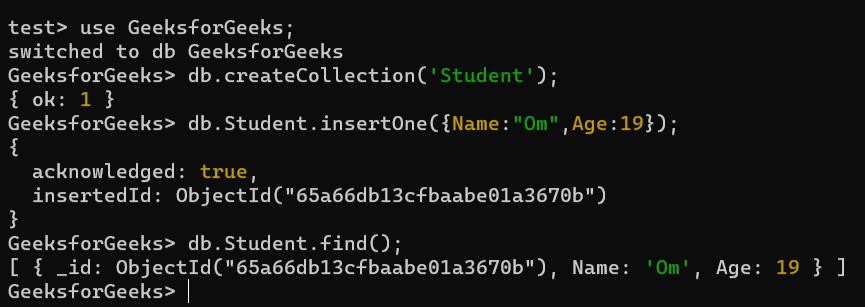 test> use GeeksforGeeks;
switched to db GeeksforGeeks
GeeksforGeeks> db.createCollection('Student');
{ ok: 1 }
GeeksforGeeks> db.Student.insertOne({Name:"Om",Age:19});
{
  acknowledged: true,
  insertedId: ObjectId("65a66db13cfbaabe01a3670b")
}
GeeksforGeeks> db.Student.find();
[ { _id: ObjectId("65a66db13cfbaabe01a3670b"), Name: 'Om', Age: 19 } ]
GeeksforGeeks>